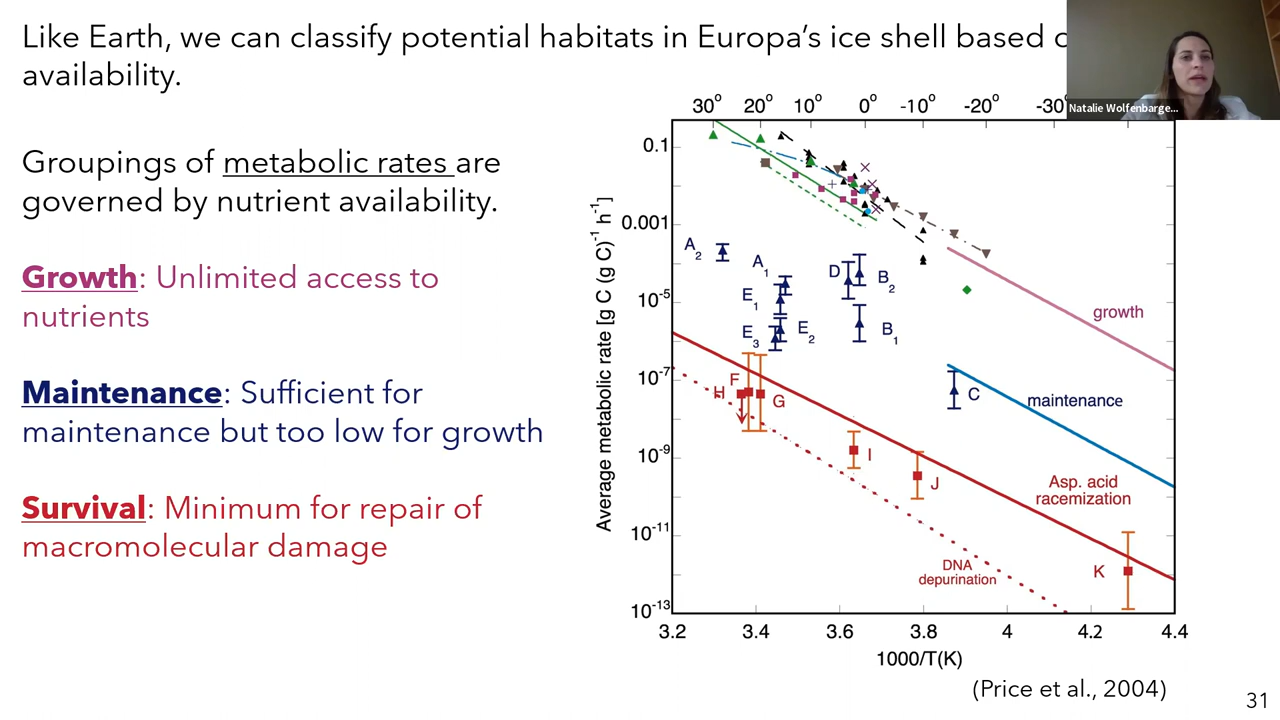 Like Earth, we can classify potential habitats in Europa’s ice shell based
availability.
Natalie Wolfenbarge...
Groupings of metabolic rates are
governed by nutrient availability.
Growth: Unlimited access to
nutrients
Maintenance: Sufficient for
maintenance but too low for growth
Survival: Minimum for repair of
macromolecular damage
30° 20° 10° 0° -10° -20° -30
0.1
0.001
10-5
10-7
10-9
10-11
10-13
Average metabolic rate [g C (g C)-1 h-1]
A2
A1
D
B2
E1
E2
B1
E3
growth
F
H
G
C
maintenance
I
J
Asp. acid
racemization
DNA
depurination
K
3.2 3.4 3.6 3.8 4 4.2 4.4
1000/T(K)
(Price et al., 2004)
31